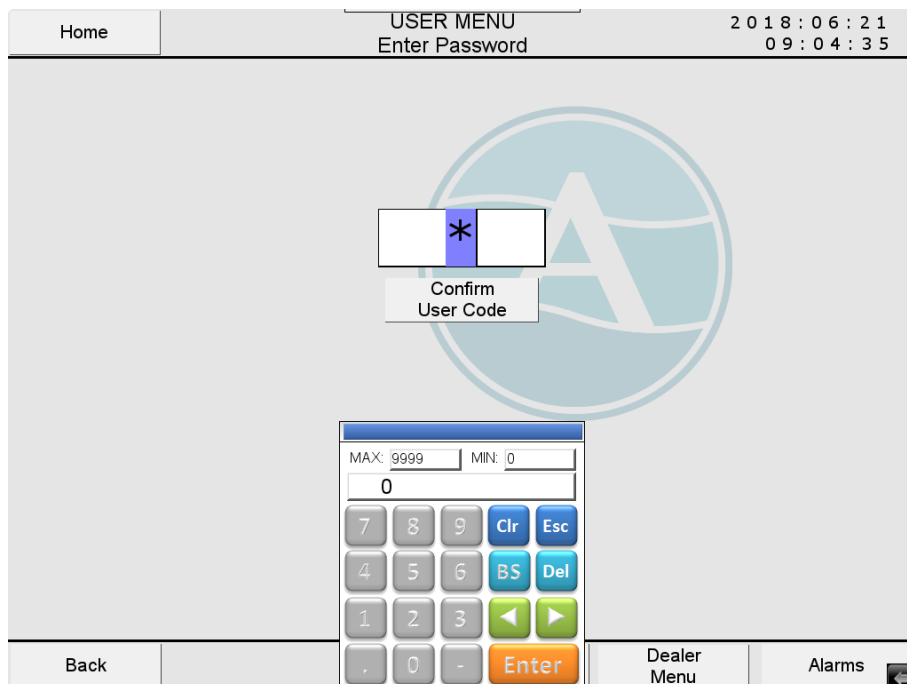 Home
USER MENU
Enter Password
2018:06:21
09:04:35
*
Confirm
User Code
MAX: 9999 MIN: 0
0
7 8 9 Clr Esc
4 5 6 BS Del
1 2 3
. 0 - Enter
Back
Dealer
Menu
Alarms